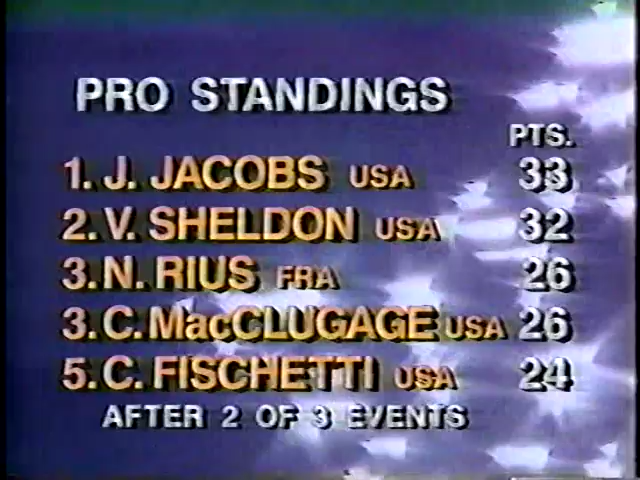 PRO STANDINGS
PTS.
1. J. JACOBS USA 33
2. V. SHELDON USA 32
3. N. RIUS FRA 26
3. C. MacCLUGAGE USA 26
5. C. FISCHETTI USA 24
AFTER 2 OF 3 EVENTS